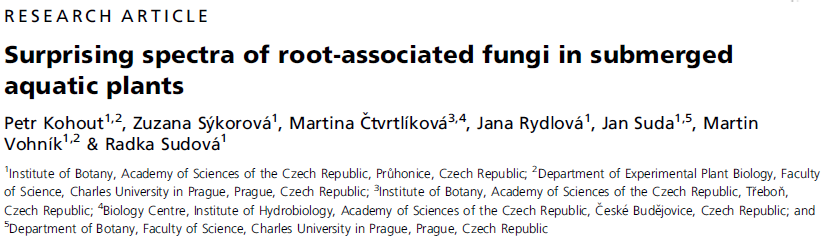 RESEARCH ARTICLE
Surprising spectra of root-associated fungi in submerged
aquatic plants
Petr Kohout1,2, Zuzana Sýkorová1, Martina Čtvrtlíková3,4, Jana Rydlová1, Jan Suda1,5, Martin
Vohník1,2 & Radka Sudová1
1Institute of Botany, Academy of Sciences of the Czech Republic, Průhonice, Czech Republic; 2Department of Experimental Plant Biology, Faculty
of Science, Charles University in Prague, Prague, Czech Republic; 3Institute of Botany, Academy of Sciences of the Czech Republic, Třeboň,
Czech Republic; 4Biology Centre, Institute of Hydrobiology, Academy of Sciences of the Czech Republic, České Budějovice, Czech Republic; and
5Department of Botany, Faculty of Science, Charles University in Prague, Prague, Czech Republic